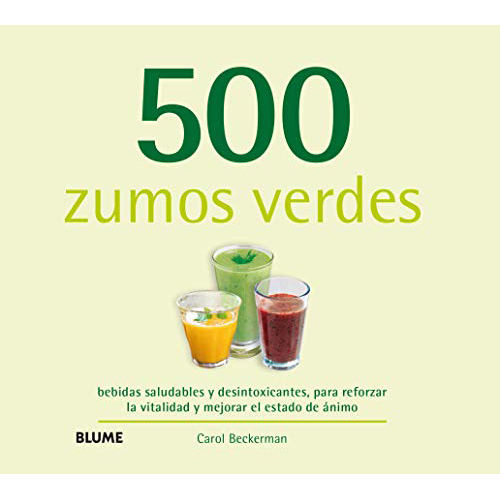 500
zumos verdes
bebidas saludables y desintoxicantes, para reforzar
la vitalidad y mejorar el estado de ánimo
BLUME
Carol Beckerman